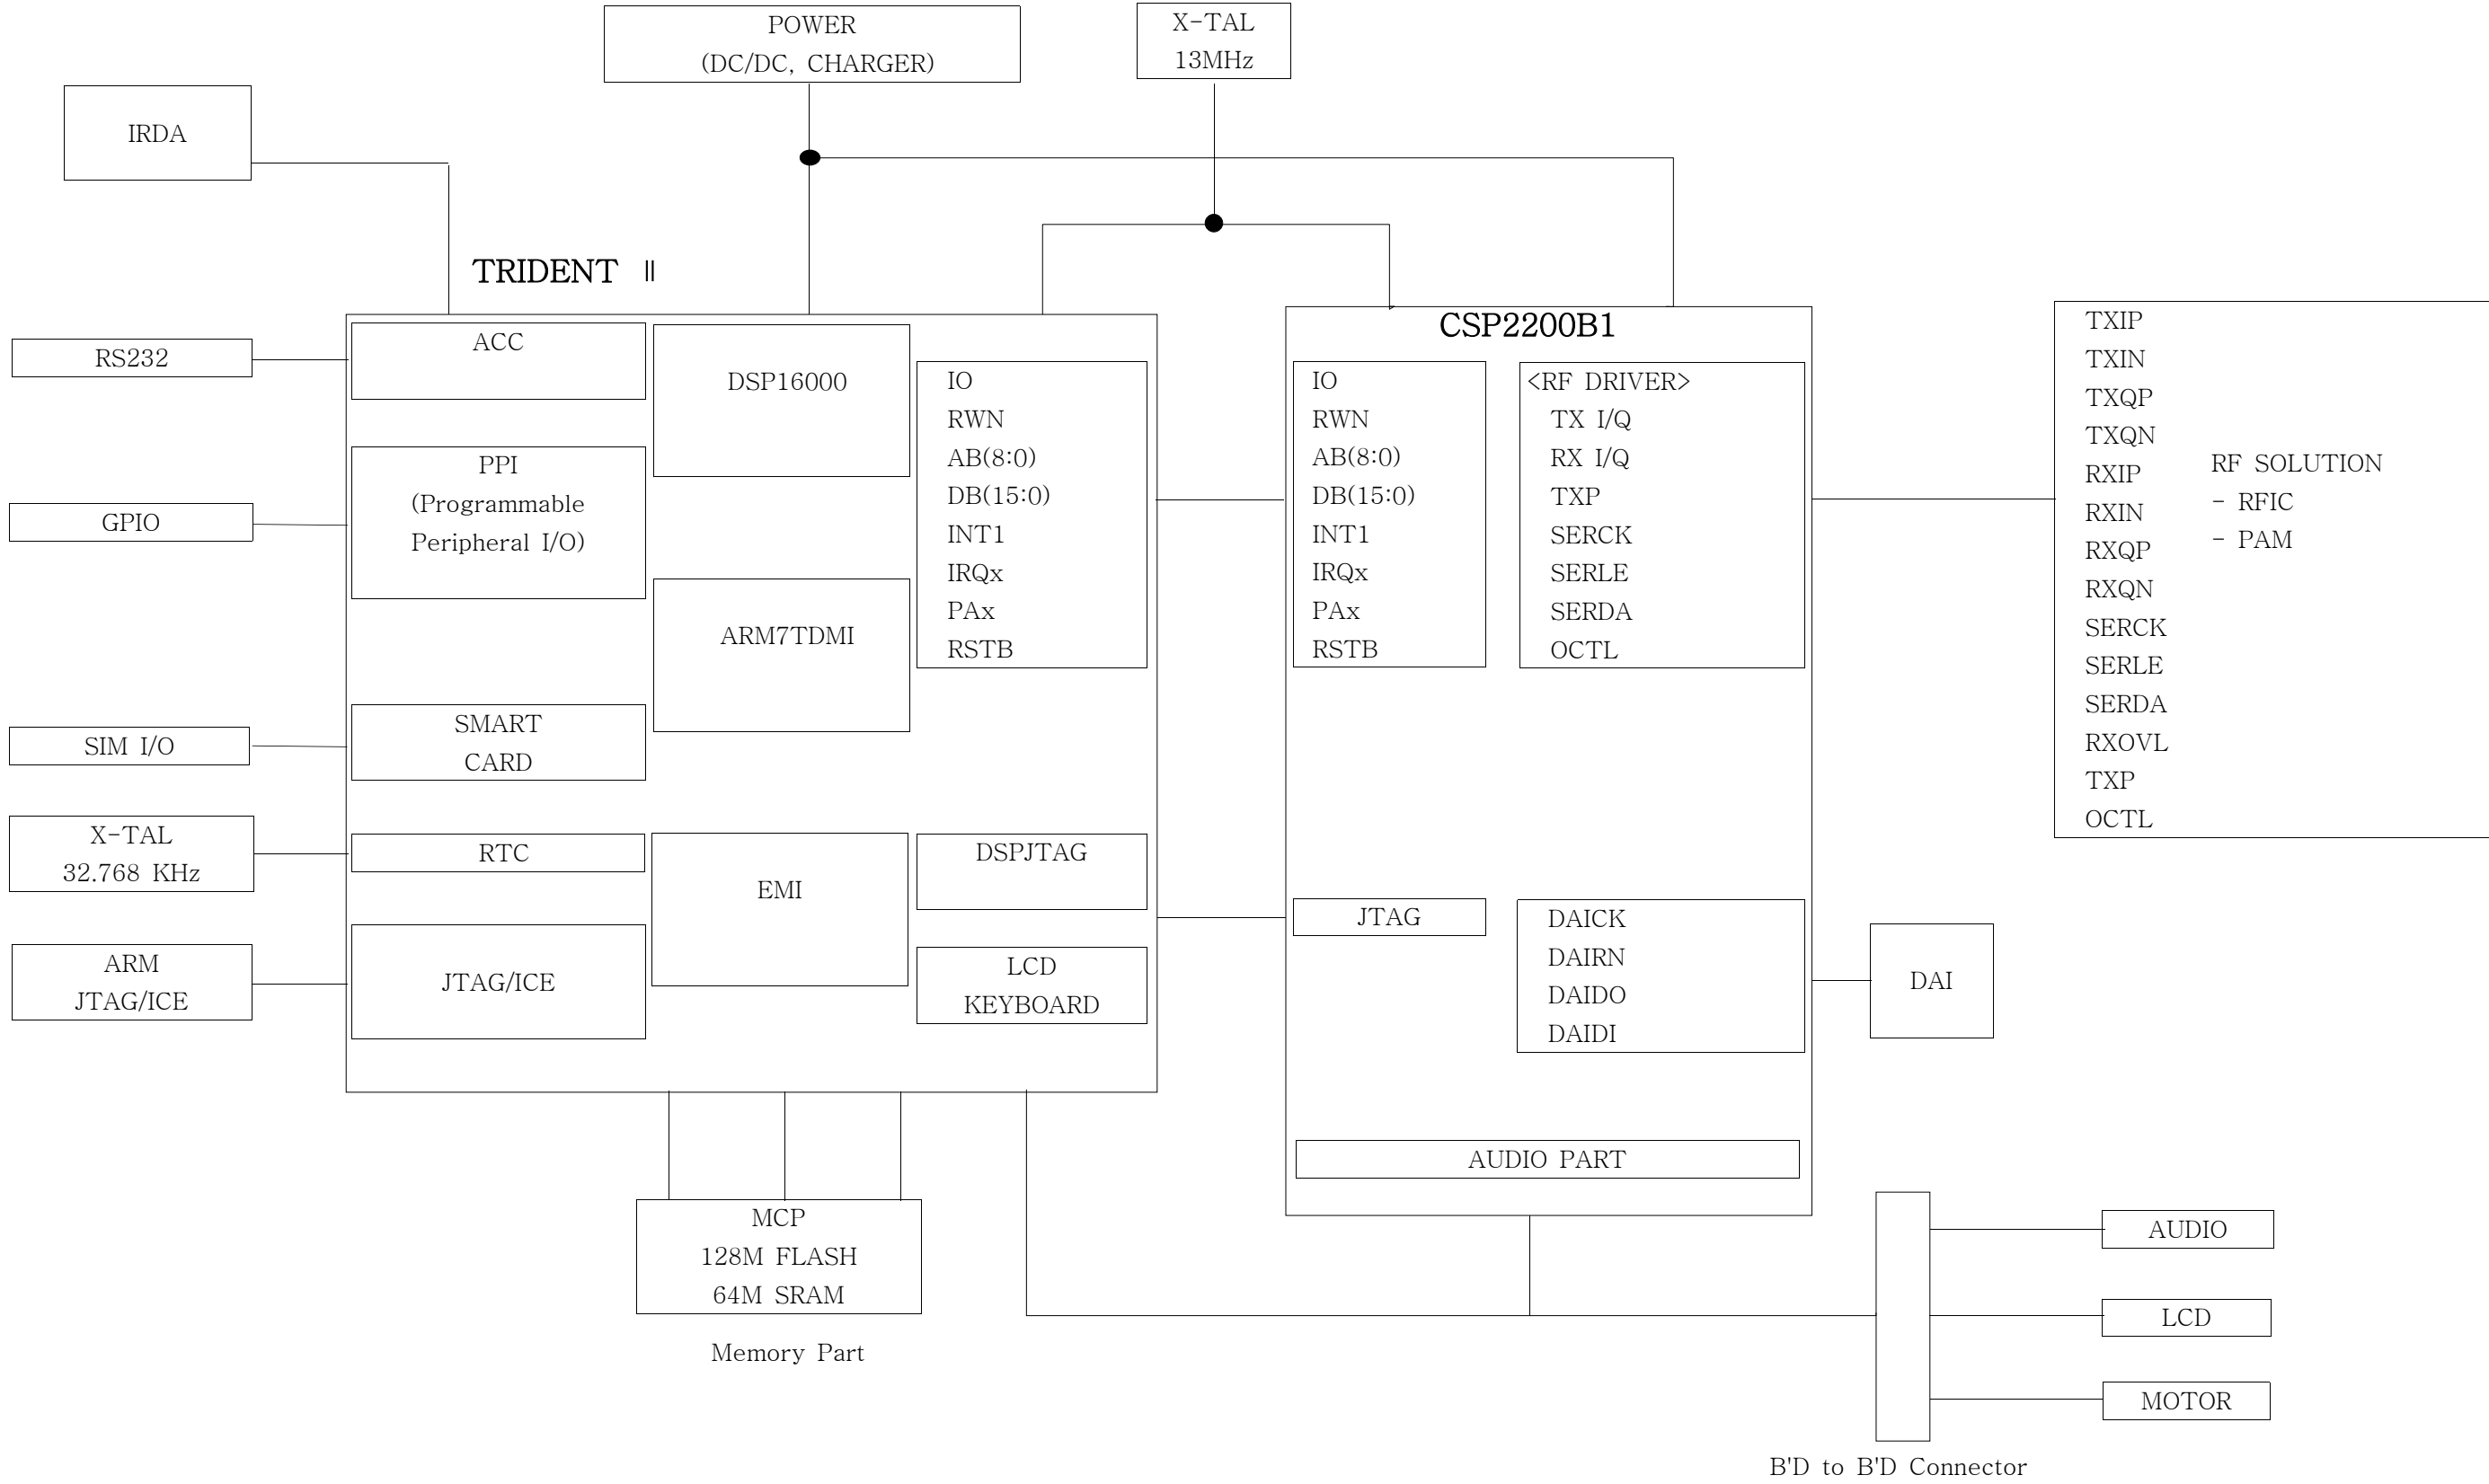 POWER
(DC/DC, CHARGER)
X-TAL
13MHz
IRDA
TRIDENT Ⅱ
RS232
GPIO
SIM I/O
X-TAL
32.768 KHz
ARM
JTAG/ICE
ACC
PPI
(Programmable
Peripheral I/O)
SMART
CARD
RTC
JTAG/ICE
DSP16000
ARM7TDMI
EMI
IO
RWN
AB(8:0)
DB(15:0)
INT1
IRQx
PAx
RSTB
DSPJTAG
LCD
KEYBOARD
CSP2200B1
IO
RWN
AB(8:0)
DB(15:0)
INT1
IRQx
PAx
RSTB
<RF DRIVER>
TX I/Q
RX I/Q
TXP
SERCK
SERLE
SERDA
OCTL
JTAG
DAICK
DAIRN
DAIDO
DAIDI
AUDIO PART
TXIP
TXIN
TXQP
TXQN
RXIP
RXIN
RXQP
RXQN
SERCK
SERLE
SERDA
RXOVL
TXP
OCTL
RF SOLUTION
- RFIC
- PAM
DAI
MCP
128M FLASH
64M SRAM
Memory Part
AUDIO
LCD
MOTOR
B'D to B'D Connector